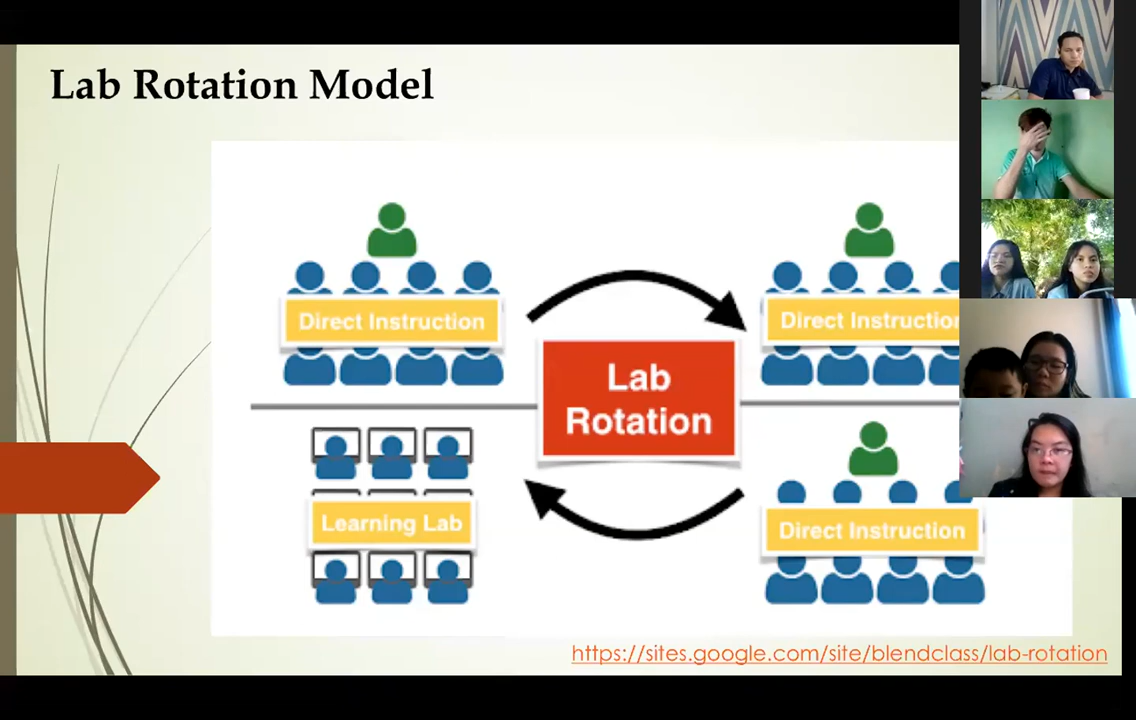 Lab Rotation Model
Direct Instruction
Direct Instruction
Lab
Rotation
Learning Lab
Direct Instruction
https://sites.google.com/site/blendclass/lab-rotation